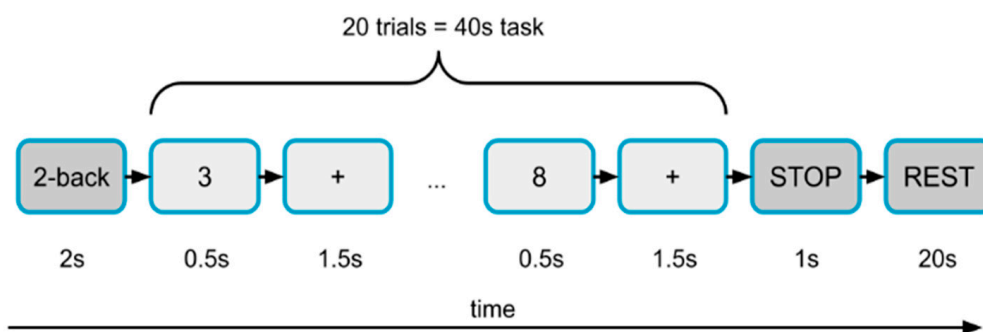 20 trials = 40s task
2-back 3 + ... 8 + STOP REST
2s 0.5s 1.5s 0.5s 1.5s 1s 20s
time